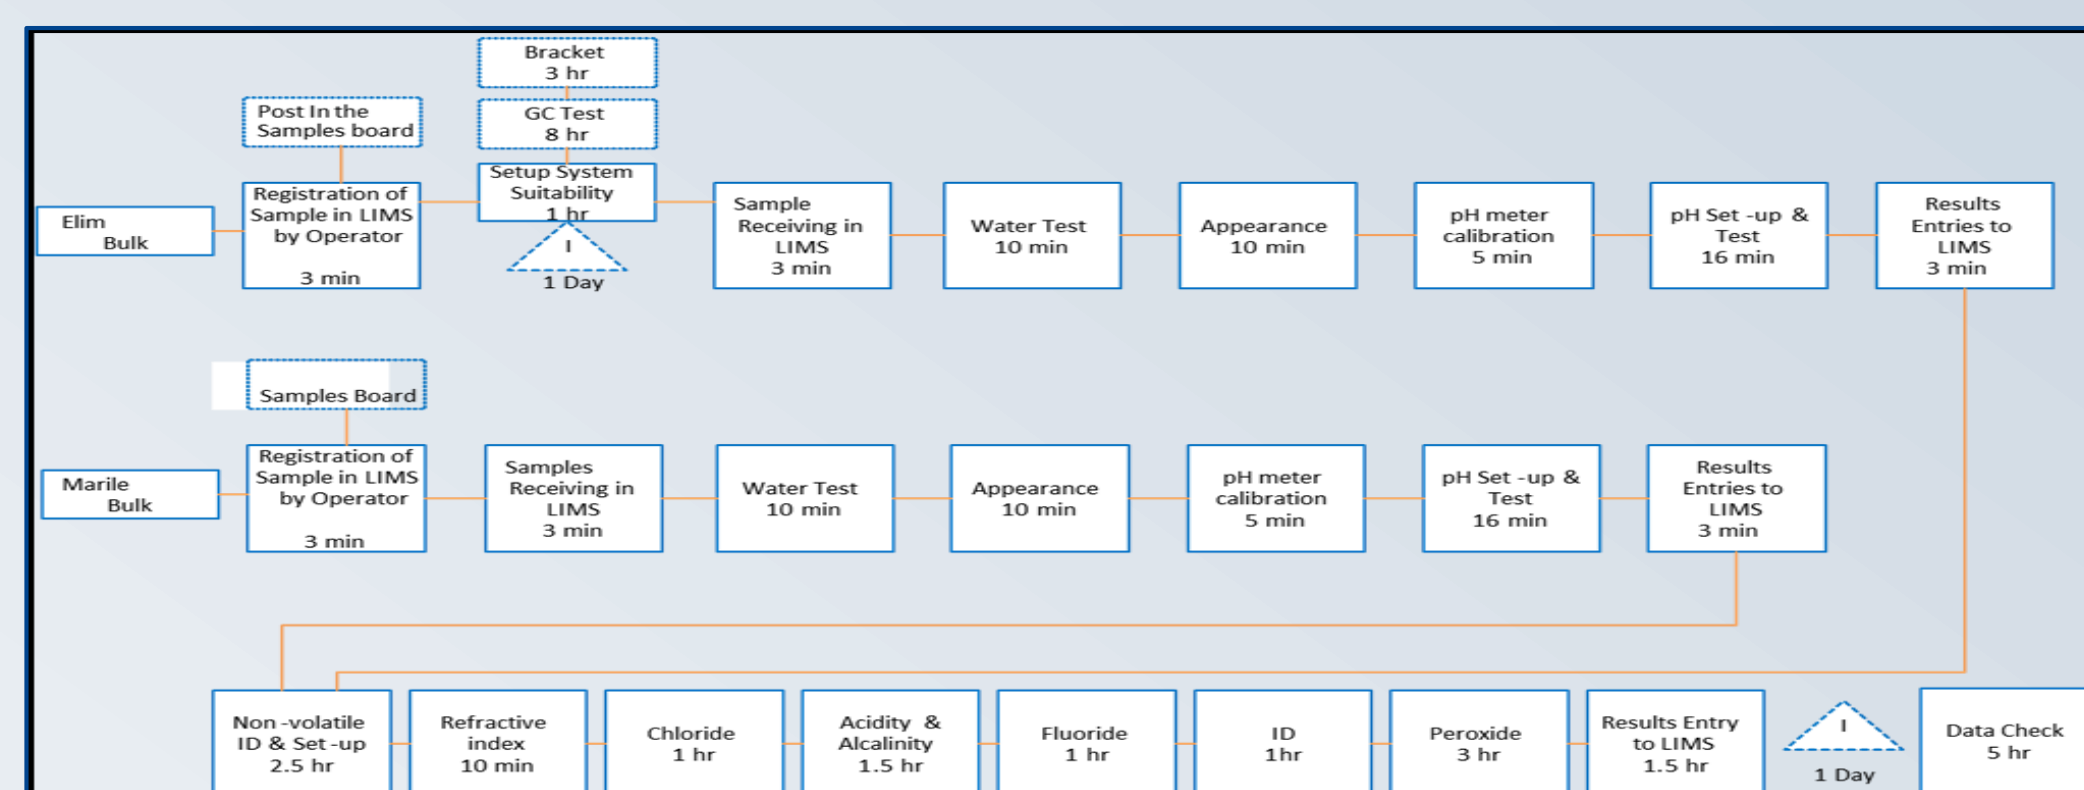 Bracket
3 hr
Post In the
Samples board
GC Test
8 hr
Elim
Bulk
Registration of
Sample in LIMS
by Operator
3 min
Setup System
Suitability
1 hr
I
1 Day
Sample
Receiving in
LIMS
3 min
Water Test
10 min
Appearance
10 min
pH meter
calibration
5 min
pH Set -up &
Test
16 min
Results
Entries to
LIMS
3 min
Samples Board
Marile
Bulk
Registration of
Sample in LIMS
by Operator
3 min
Samples
Receiving in
LIMS
3 min
Water Test
10 min
Appearance
10 min
pH meter
calibration
5 min
pH Set -up &
Test
16 min
Results
Entries to
LIMS
3 min
Non -volatile
ID & Set -up
2.5 hr
Refractive
index
10 min
Chloride
1 hr
Acidity &
Alcalinity
1.5 hr
Fluoride
1 hr
ID
1hr
Peroxide
3 hr
Results Entry
to LIMS
1.5 hr
I
1 Day
Data Check
5 hr